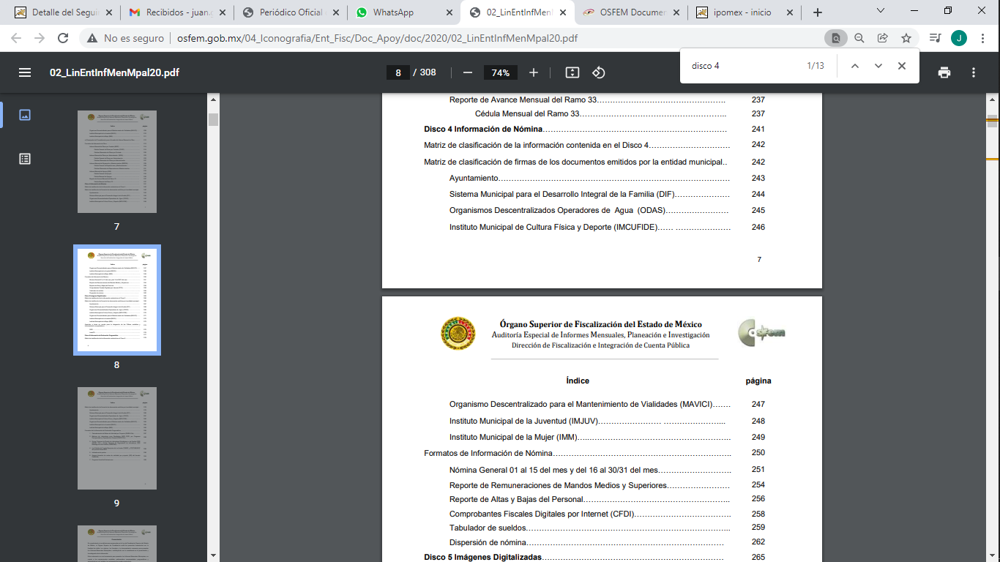 Detalle del Segui
Recibidos - juan.g
Periódico Oficial
WhatsApp
02_LinEntInfMen
OSFEM Documen
ipomex - inicio
No es seguro
osfem.gob.mx/04_Iconografia/Ent_Fisc/Doc_Apoy/doc/2020/02_LinEntInfMenMpal20.pdf
J
disco 4
1/13
02_LinEntInfMenMpal20.pdf
8 / 308
74%
7
8
9
Reporte de Avance Mensual del Ramo 33…………………………………………. 237
Cédula Mensual del Ramo 33……………………………………………….. 237
Disco 4 Información de Nómina……………………………………………………………… 241
Matriz de clasificación de la información contenida en el Disco 4………………………… 242
Matriz de clasificación de firmas de los documentos emitidos por la entidad municipal.. 242
Ayuntamiento…………………………………………………………………………… 243
Sistema Municipal para el Desarrollo Integral de la Familia (DIF)………………… 244
Organismos Descentralizados Operadores de Agua (ODAS)…………………… 245
Instituto Municipal de Cultura Física y Deporte (IMCUFIDE)…… ………………… 246
7
Órgano Superior de Fiscalización del Estado de México
Auditoría Especial de Informes Mensuales, Planeación e Investigación
Dirección de Fiscalización e Integración de Cuenta Pública
osfem
Índice página
Organismo Descentralizado para el Mantenimiento de Vialidades (MAVICI)……. 247
Instituto Municipal de la Juventud (IMJUV)…………………… ………………….... 248
Instituto Municipal de la Mujer (IMM)………………………………………………….. 249
Formatos de Información de Nómina………………………………………………………….. 250
Nómina General 01 al 15 del mes y del 16 al 30/31 del mes………………………. 251
Reporte de Remuneraciones de Mandos Medios y Superiores…………………… 254
Reporte de Altas y Bajas del Personal……………………………………………….. 256
Comprobantes Fiscales Digitales por Internet (CFDI)………………………………. 258
Tabulador de sueldos………………………………………………………………….. 259
Dispersión de nómina………………………………………………………………… 262
Disco 5 Imágenes Digitalizadas…………………………………………………………… 265